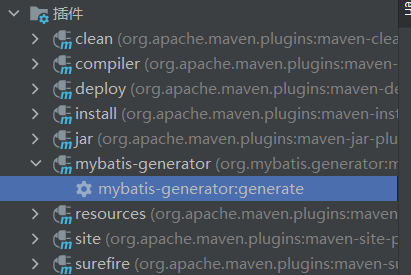 插件
clean (org.apache.maven.plugins:maven-clea
compiler (org.apache.maven.plugins:maven-
deploy (org.apache.maven.plugins:maven-de
install (org.apache.maven.plugins:maven-inst
jar (org.apache.maven.plugins:maven-jar-plu
mybatis-generator (org.mybatis.generator:m
mybatis-generator:generate
resources (org.apache.maven.plugins:maven
site (org.apache.maven.plugins:maven-site-p
surefire (org.apache.maven.plugins:maven-su